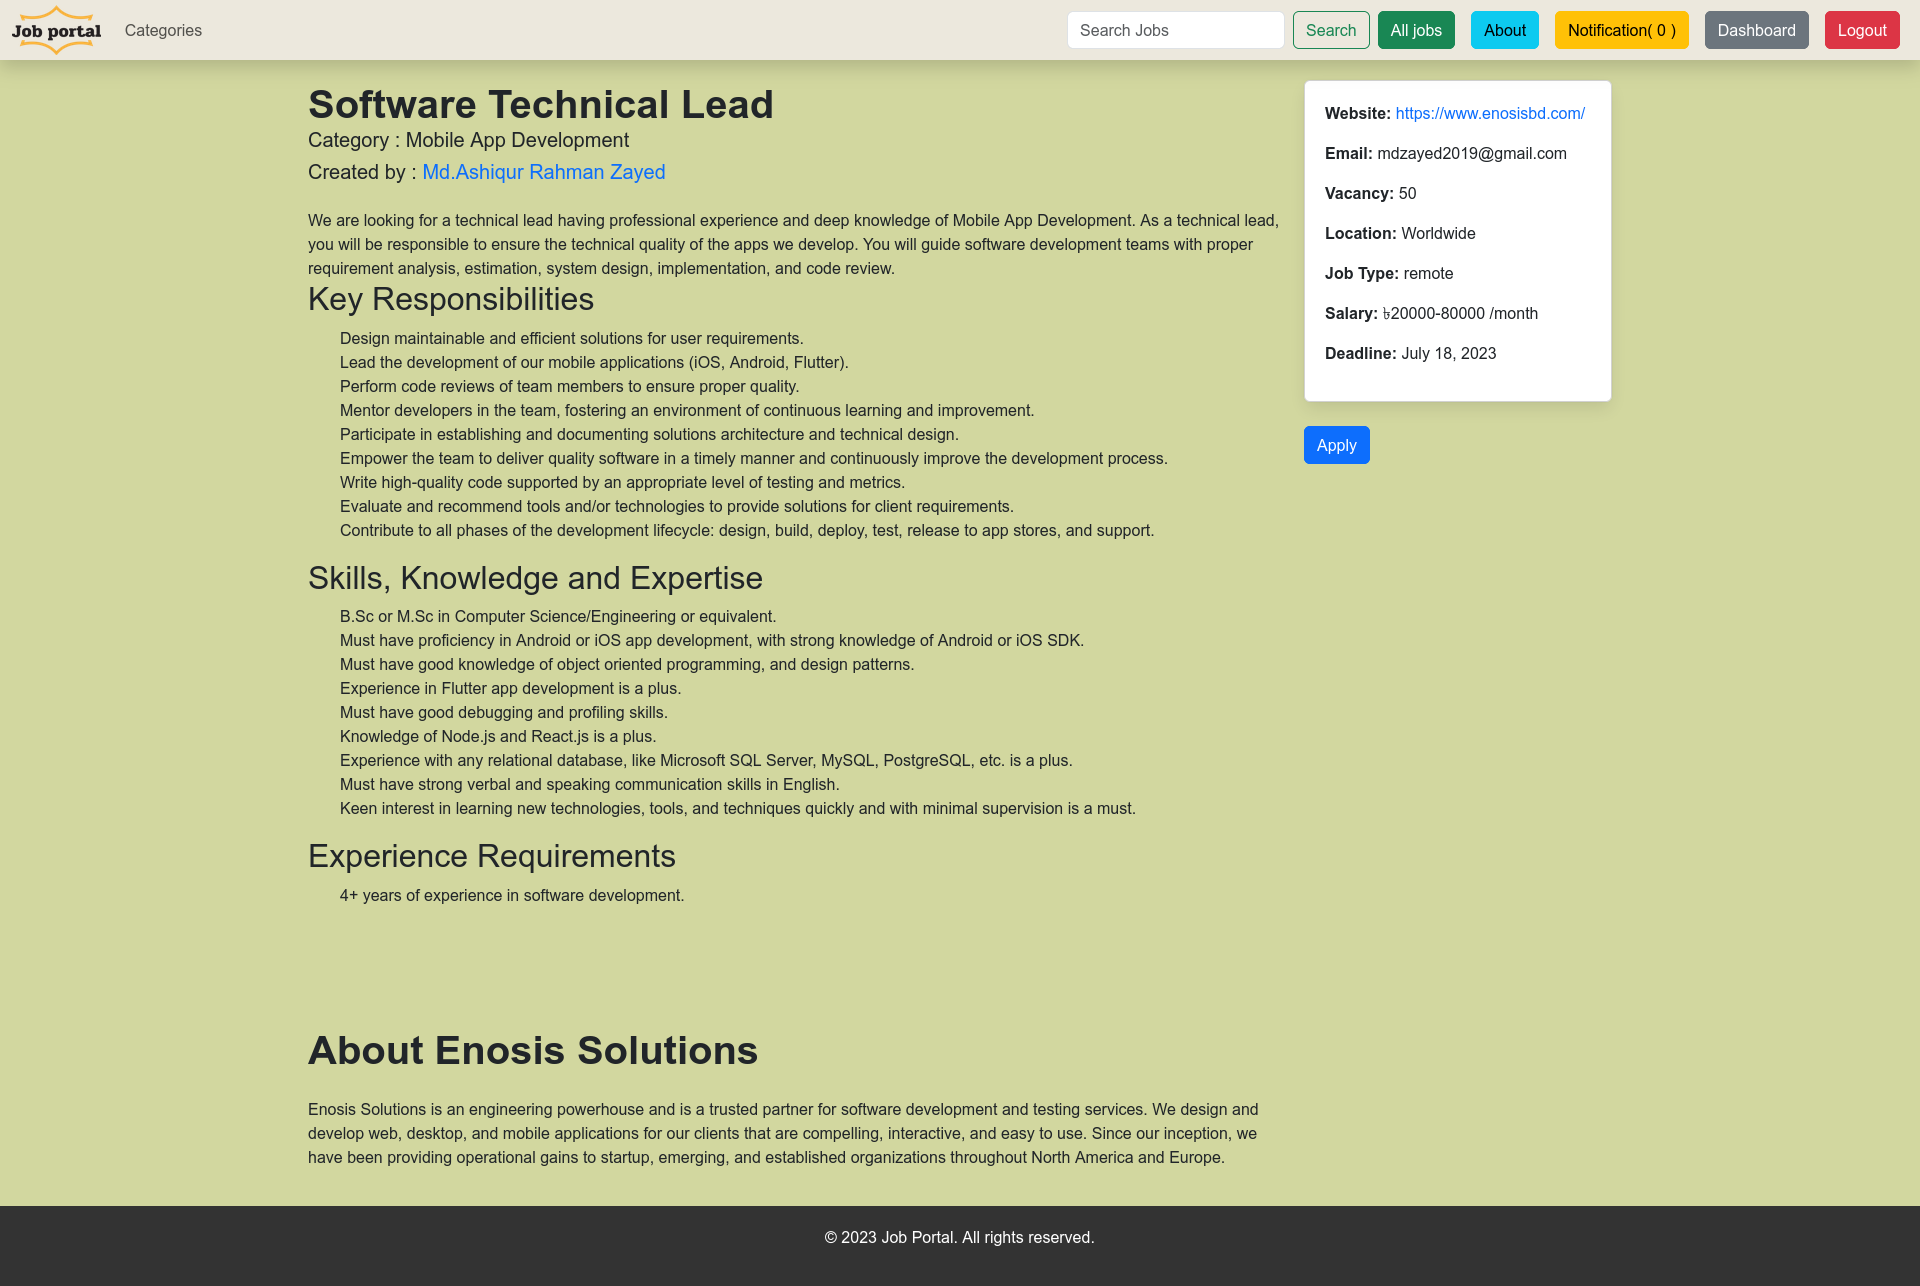 Job portal
Categories
Search Jobs
Search
All jobs
About
Notification( 0 )
Dashboard
Logout
Software Technical Lead
Category : Mobile App Development
Created by : Md.Ashiqur Rahman Zayed
We are looking for a technical lead having professional experience and deep knowledge of Mobile App Development. As a technical lead,
you will be responsible to ensure the technical quality of the apps we develop. You will guide software development teams with proper
requirement analysis, estimation, system design, implementation, and code review.
Key Responsibilities
Design maintainable and efficient solutions for user requirements.
Lead the development of our mobile applications (iOS, Android, Flutter).
Perform code reviews of team members to ensure proper quality.
Mentor developers in the team, fostering an environment of continuous learning and improvement.
Participate in establishing and documenting solutions architecture and technical design.
Empower the team to deliver quality software in a timely manner and continuously improve the development process.
Write high-quality code supported by an appropriate level of testing and metrics.
Evaluate and recommend tools and/or technologies to provide solutions for client requirements.
Contribute to all phases of the development lifecycle: design, build, deploy, test, release to app stores, and support.
Skills, Knowledge and Expertise
B.Sc or M.Sc in Computer Science/Engineering or equivalent.
Must have proficiency in Android or iOS app development, with strong knowledge of Android or iOS SDK.
Must have good knowledge of object oriented programming, and design patterns.
Experience in Flutter app development is a plus.
Must have good debugging and profiling skills.
Knowledge of Node.js and React.js is a plus.
Experience with any relational database, like Microsoft SQL Server, MySQL, PostgreSQL, etc. is a plus.
Must have strong verbal and speaking communication skills in English.
Keen interest in learning new technologies, tools, and techniques quickly and with minimal supervision is a must.
Experience Requirements
4+ years of experience in software development.
About Enosis Solutions
Enosis Solutions is an engineering powerhouse and is a trusted partner for software development and testing services. We design and
develop web, desktop, and mobile applications for our clients that are compelling, interactive, and easy to use. Since our inception, we
have been providing operational gains to startup, emerging, and established organizations throughout North America and Europe.
Website: https://www.enosisbd.com/
Email: mdzayed2019@gmail.com
Vacancy: 50
Location: Worldwide
Job Type: remote
Salary: ৳20000-80000 /month
Deadline: July 18, 2023
Apply
© 2023 Job Portal. All rights reserved.